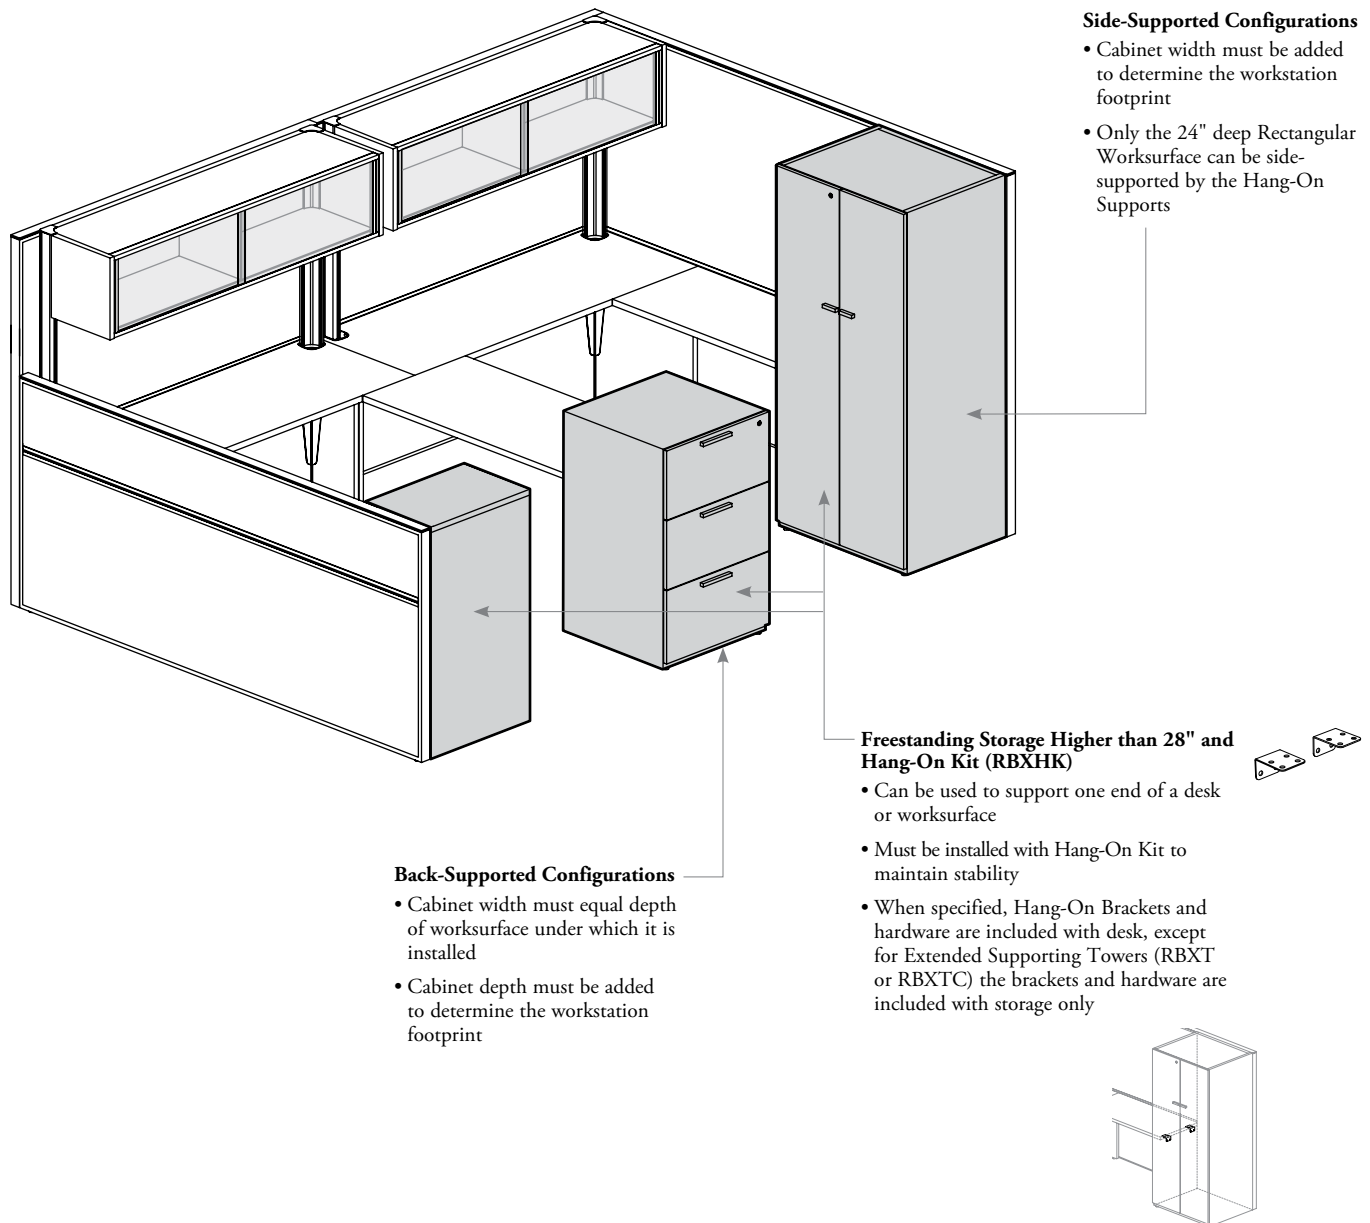 Side-Supported Configurations
• Cabinet width must be added
to determine the workstation
footprint
• Only the 24" deep Rectangular
Worksurface can be side-
supported by the Hang-On
Supports
Freestanding Storage Higher than 28" and
Hang-On Kit (RBXHK)
• Can be used to support one end of a desk
or worksurface
• Must be installed with Hang-On Kit to
maintain stability
• When specified, Hang-On Brackets and
hardware are included with desk, except
for Extended Supporting Towers (RBXT
or RBXTC) the brackets and hardware are
included with storage only
Back-Supported Configurations
• Cabinet width must equal depth
of worksurface under which it is
installed
• Cabinet depth must be added
to determine the workstation
footprint